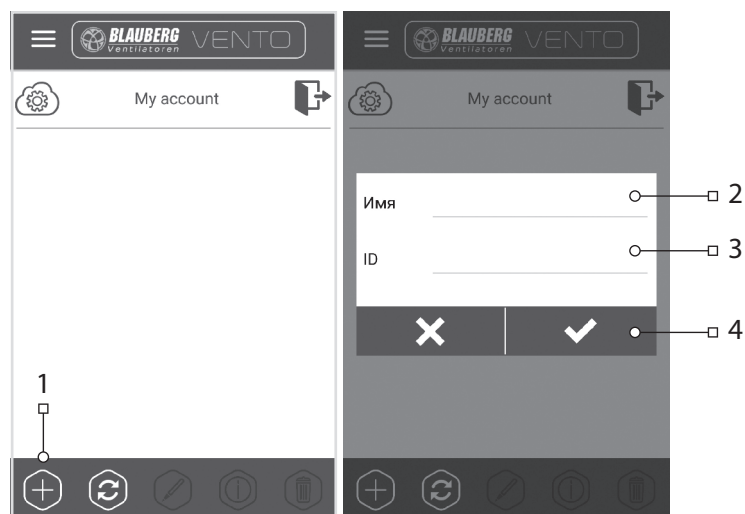 BLAUBERG
Ventilatoren
VENTO
My account
1
BLAUBERG
Ventilatoren
VENTO
My account
Имя
2
ID
3
4